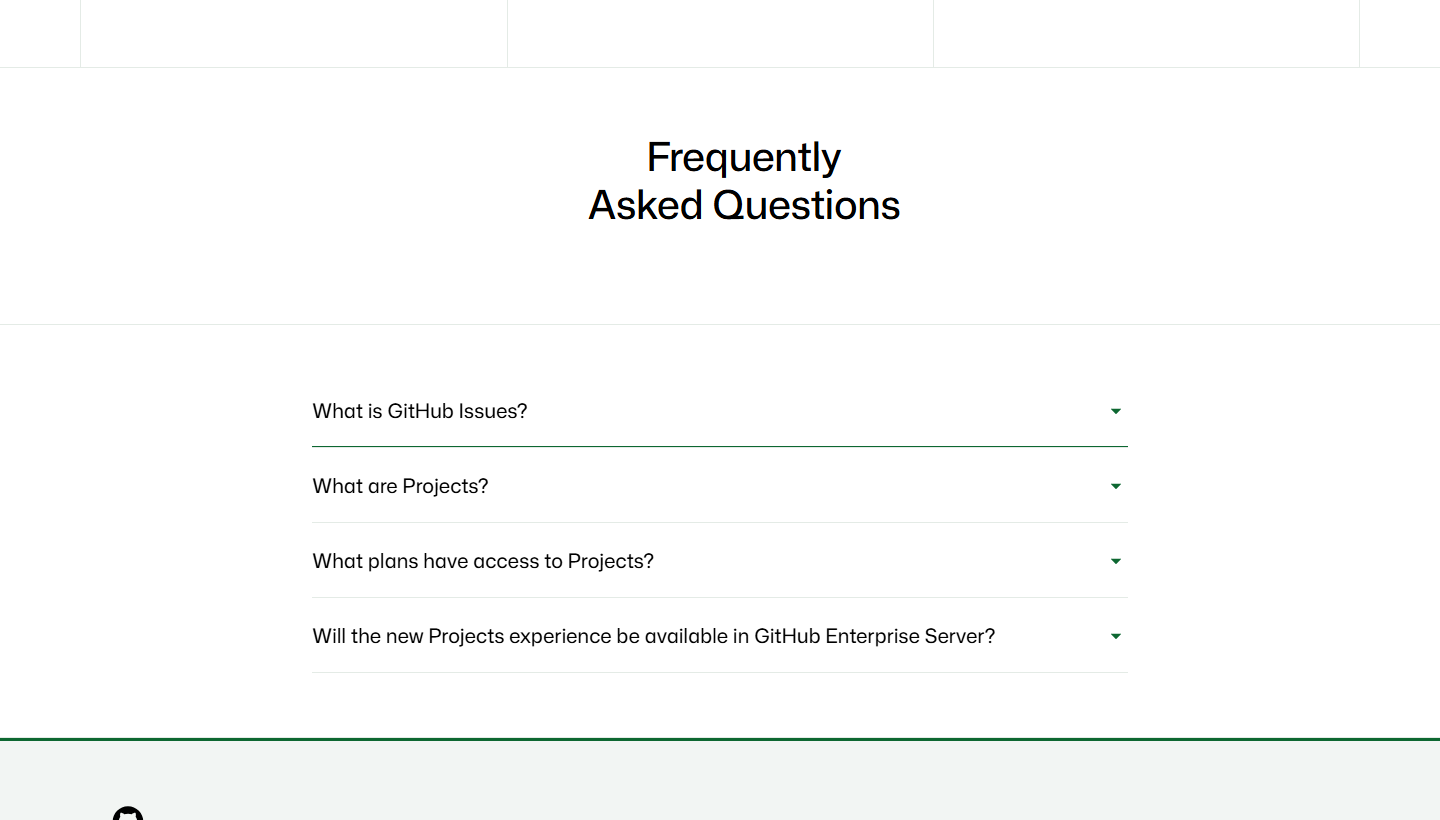 Frequently
Asked Questions
What is GitHub Issues?
What are Projects?
What plans have access to Projects?
Will the new Projects experience be available in GitHub Enterprise Server?